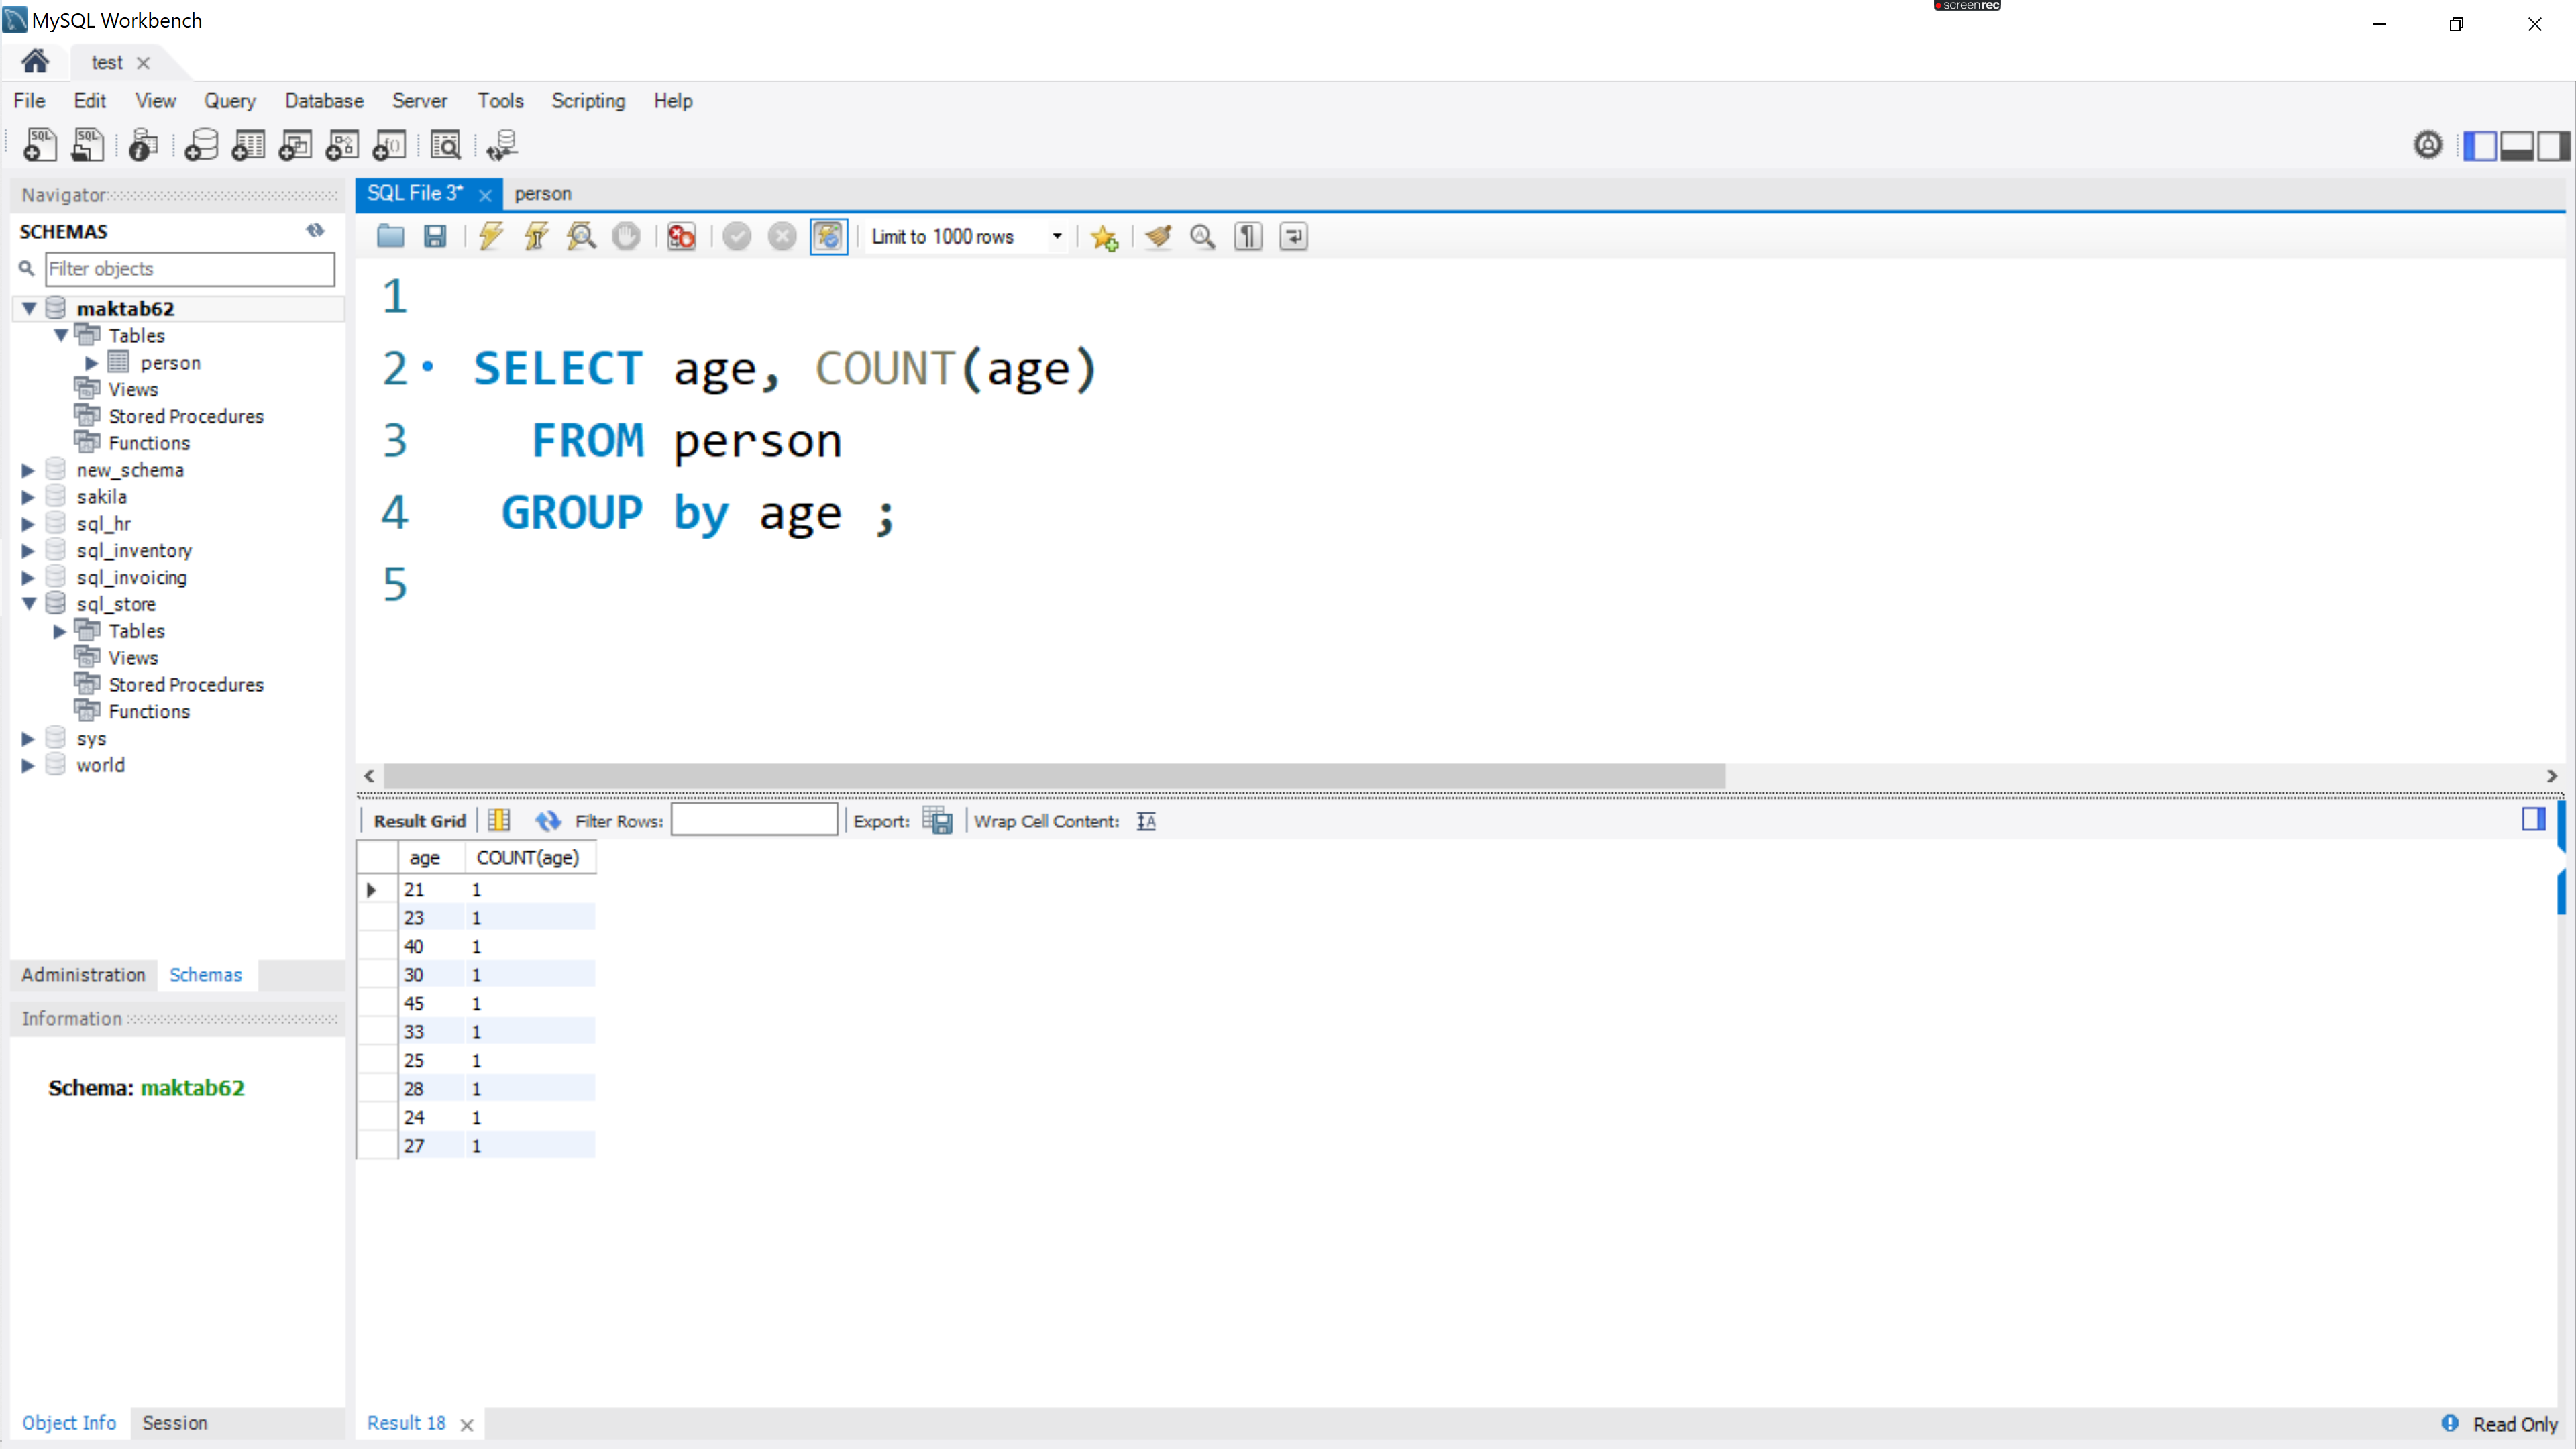 MySQL Workbench
screenrec
test
File Edit View Query Database Server Tools Scripting Help
Navigator
SCHEMAS
Filter objects
maktab62
Tables
person
Views
Stored Procedures
Functions
new_schema
sakila
sql_hr
sql_inventory
sql_invoicing
sql_store
Tables
Views
Stored Procedures
Functions
sys
world
Administration Schemas
Information
Schema: maktab62
Object Info Session
SQL File 3* person
Limit to 1000 rows
1
2 SELECT age, COUNT(age)
3 FROM person
4 GROUP by age ;
5
Result Grid Filter Rows: Export: Wrap Cell Content:
age COUNT(age)
21 1
23 1
40 1
30 1
45 1
33 1
25 1
28 1
24 1
27 1
Result 18
Read Only